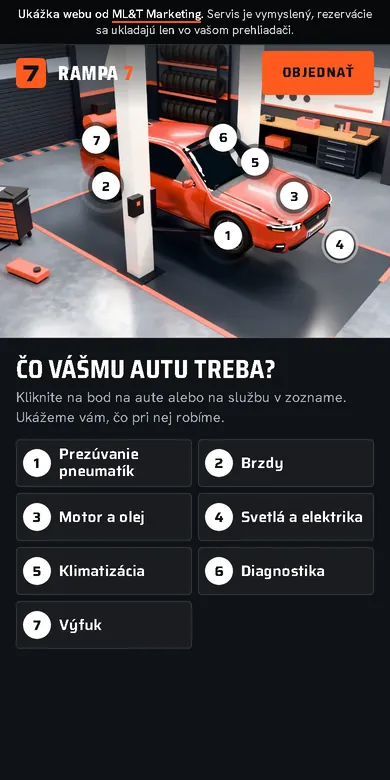 Ukážka webu od ML&T Marketing. Servis je vymyslený, rezervácie
sa ukladajú len vo vašom prehliadači.
7 RAMPA 7
OBJEDNAŤ
7
6
5
2
3
1
4
ČO VÁŠMU AUTU TREBA?
Kliknite na bod na aute alebo na službu v zozname.
Ukážeme vám, čo pri nej robíme.
1 Prezúvanie
pneumatík
2 Brzdy
3 Motor a olej
4 Svetlá a elektrika
5 Klimatizácia
6 Diagnostika
7 Výfuk